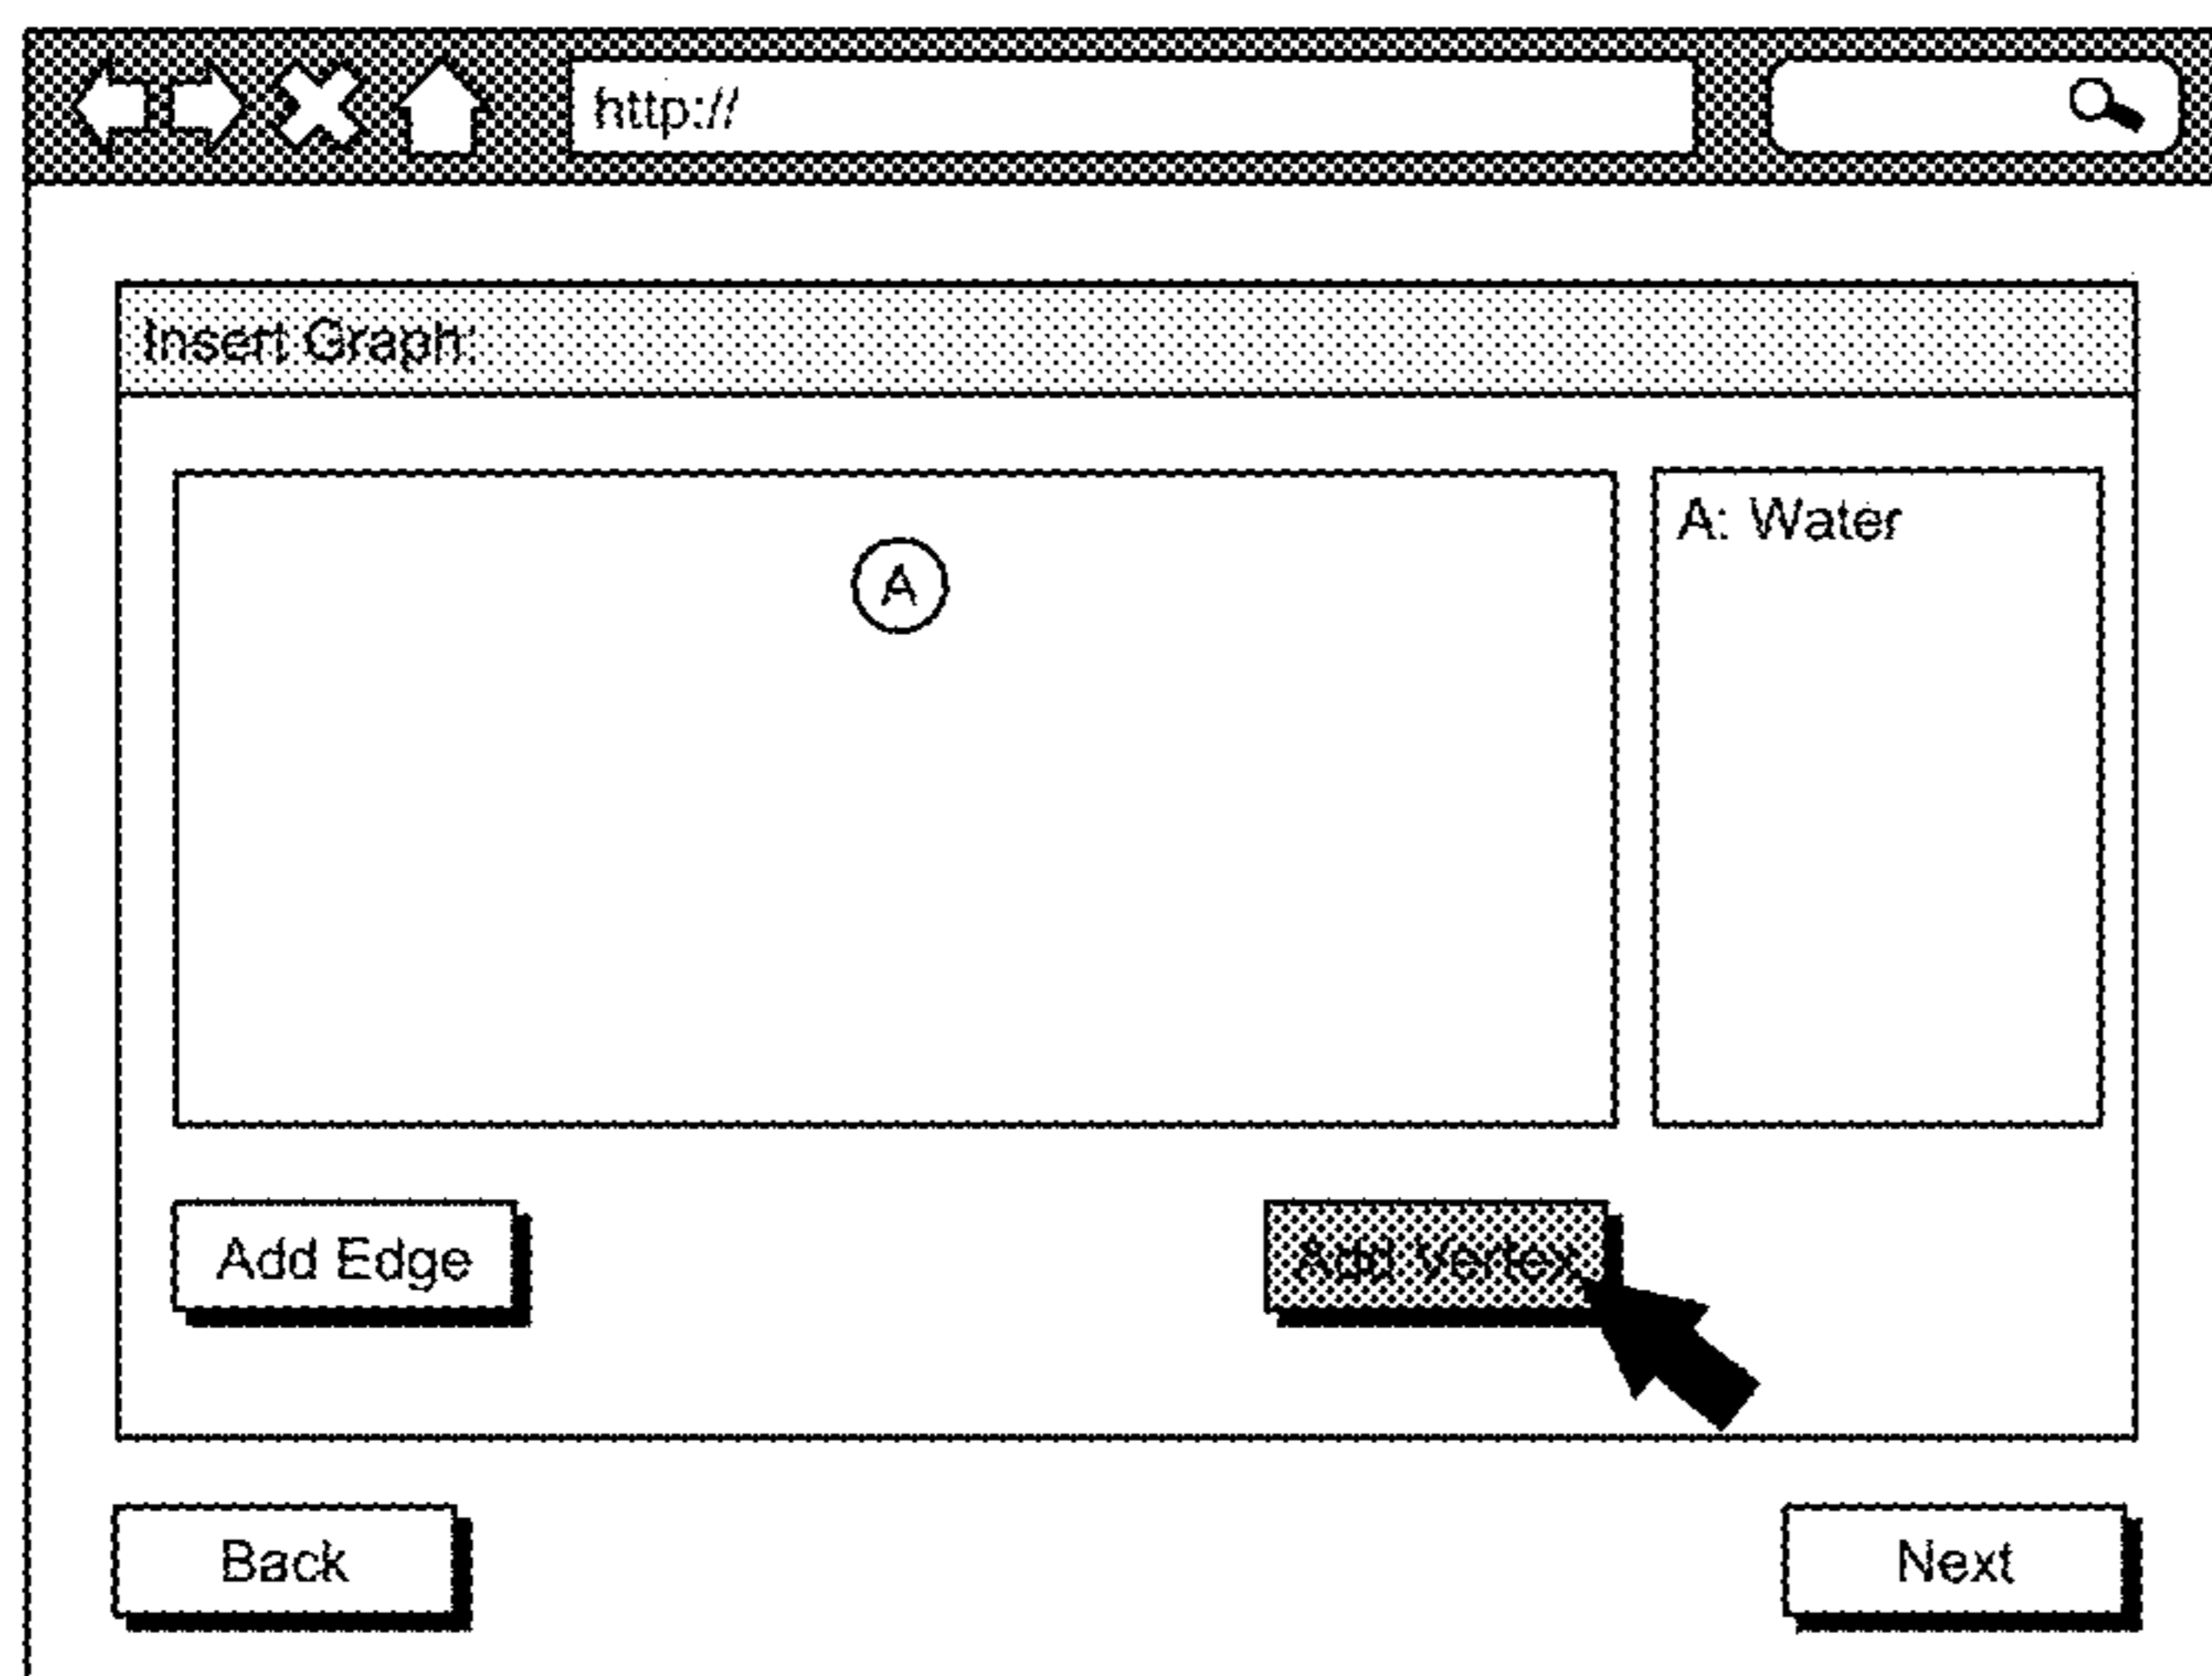 http://
Insert Graph:
A
A: Water
Add Edge
Add Vertex
Back
Next